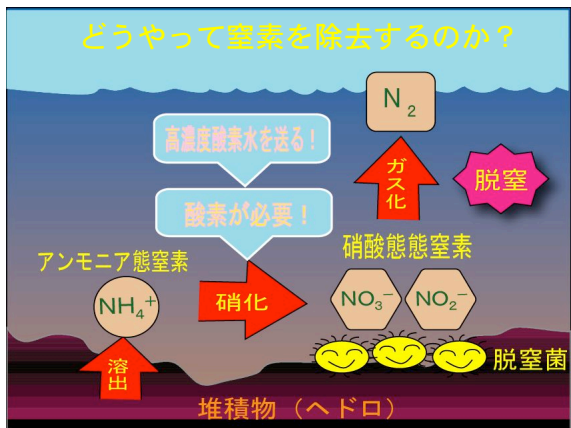 どうやって窒素を除去するのか？
N₂
高濃度酸素水を送る！
ガス化
脱窒
酸素が必要！
アンモニア態窒素
硝酸態態窒素
NH₄⁺
硝化
NO₃⁻
NO₂⁻
溶出
脱窒菌
堆積物（ヘドロ）